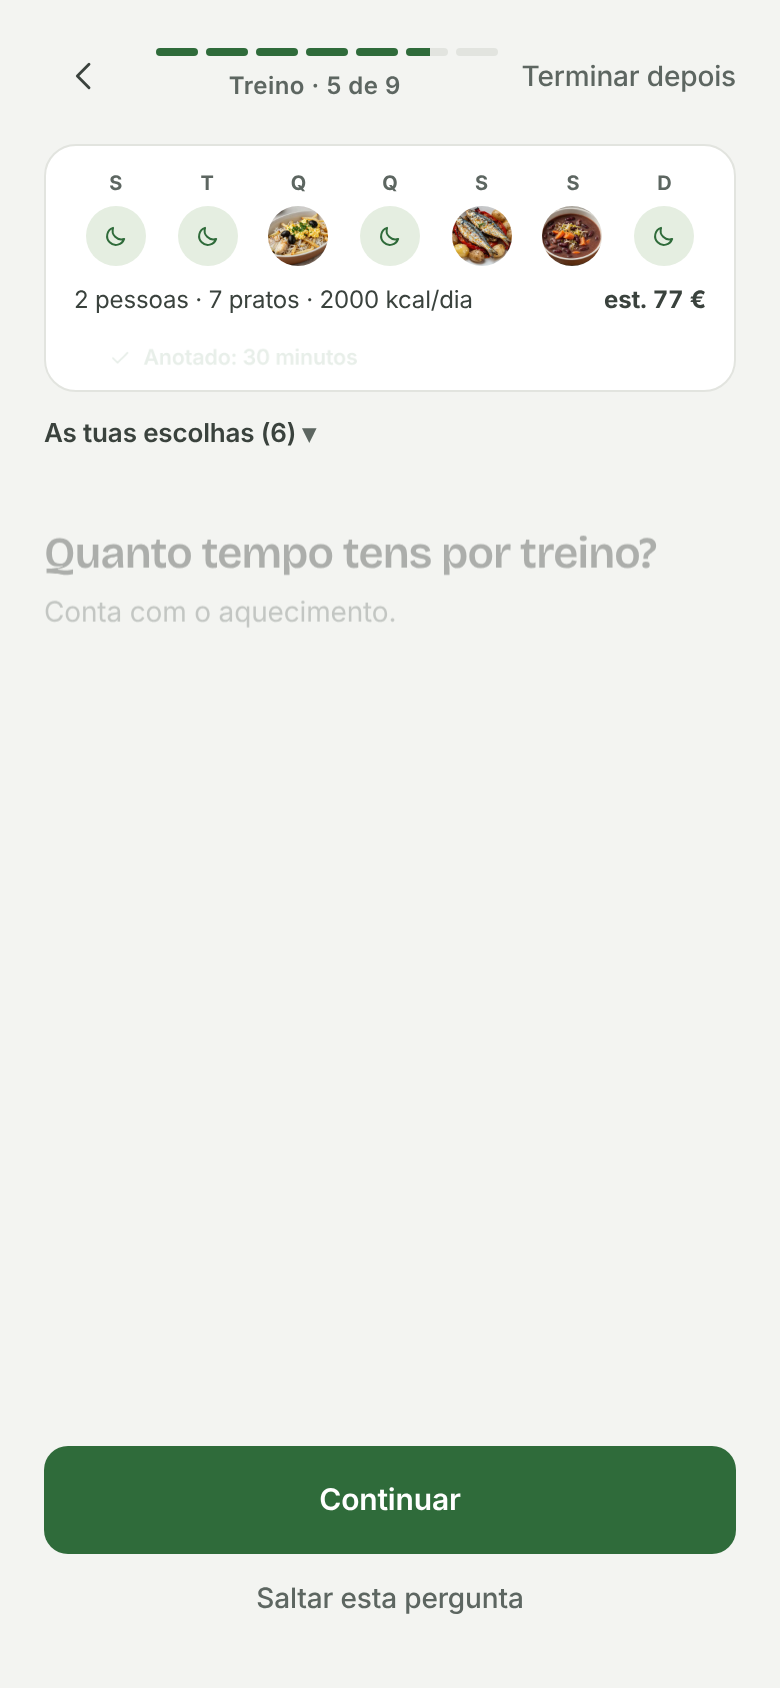 Treino · 5 de 9
Terminar depois
S T Q Q S S D
2 pessoas · 7 pratos · 2000 kcal/dia est. 77 €
Anotado: 30 minutos
As tuas escolhas (6) ▾
Quanto tempo tens por treino?
Conta com o aquecimento.
Continuar
Saltar esta pergunta